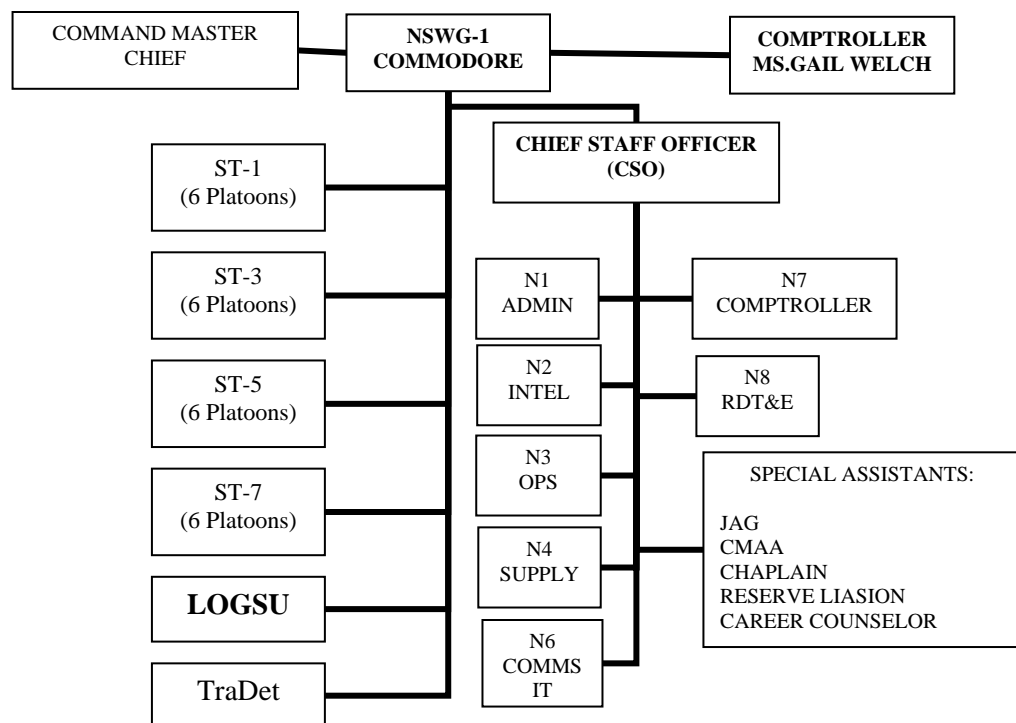 COMMAND MASTER
CHIEF
NSWG-1
COMMODORE
COMPTROLLER
MS.GAIL WELCH
CHIEF STAFF OFFICER
(CSO)
ST-1
(6 Platoons)
ST-3
(6 Platoons)
ST-5
(6 Platoons)
ST-7
(6 Platoons)
LOGSU
TraDet
N1
ADMIN
N2
INTEL
N3
OPS
N4
SUPPLY
N6
COMMS
IT
N7
COMPTROLLER
N8
RDT&E
SPECIAL ASSISTANTS:
JAG
CMAA
CHAPLAIN
RESERVE LIASION
CAREER COUNSELOR